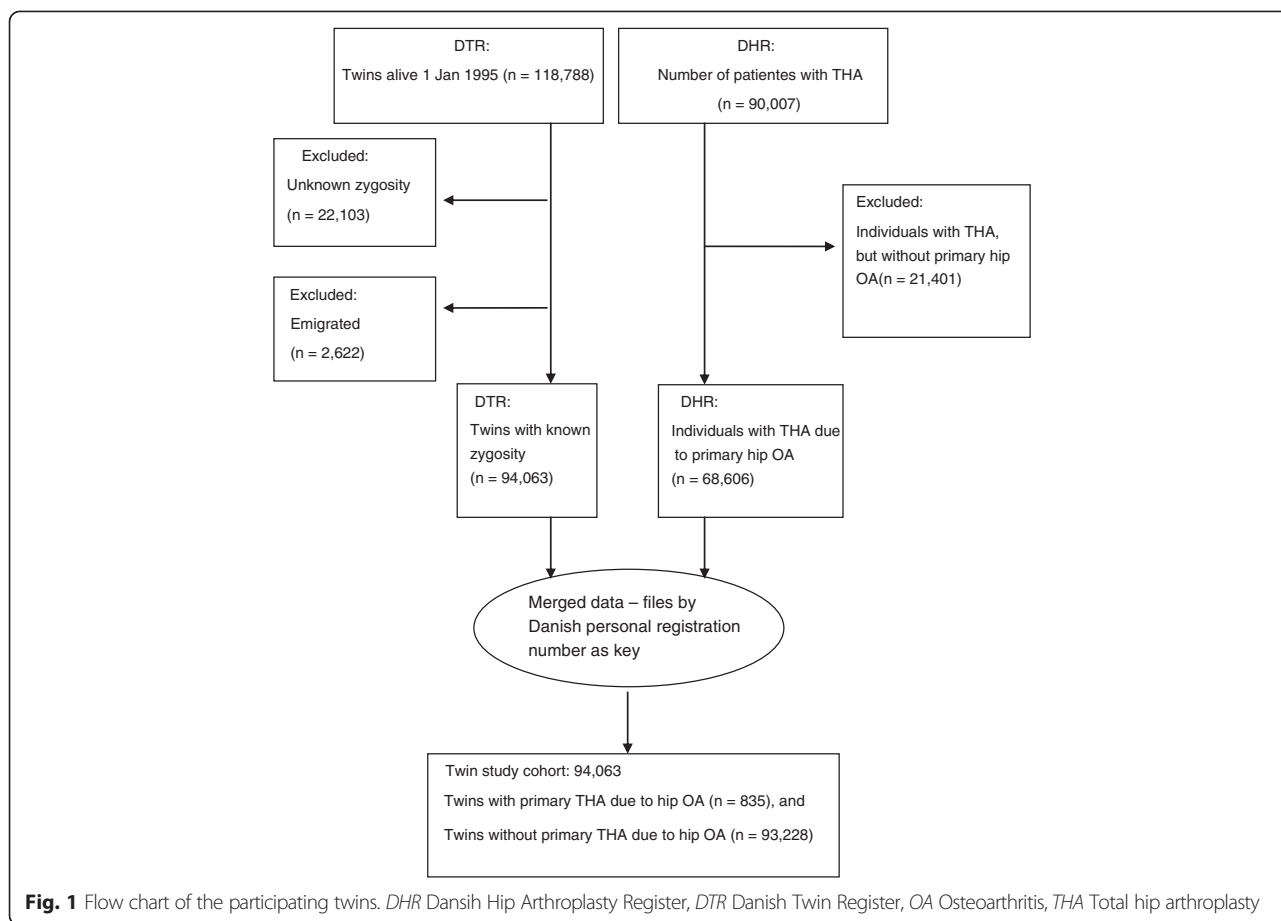 DTR:
Twins alive 1 Jan 1995 (n = 118,788)
DHR:
Number of patientes with THA
(n = 90,007)
Excluded:
Unknown zygosity
(n = 22,103)
Excluded:
Individuals with THA,
but without primary hip
OA(n = 21,401)
Excluded:
Emigrated
(n = 2,622)
DTR:
Twins with known
zygosity
(n = 94,063)
DHR:
Individuals with THA due
to primary hip OA
(n = 68,606)
Merged data – files by
Danish personal registration
number as key
Twin study cohort: 94,063
Twins with primary THA due to hip OA (n = 835), and
Twins without primary THA due to hip OA (n = 93,228)
Fig. 1 Flow chart of the participating twins. DHR Dansih Hip Arthroplasty Register, DTR Danish Twin Register, OA Osteoarthritis, THA Total hip arthroplasty